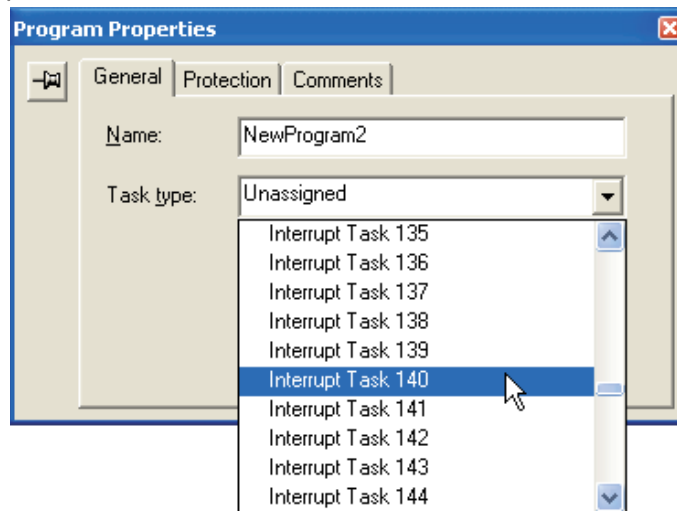 Program Properties
General Protection Comments
Name: NewProgram2
Task type: Unassigned
Interrupt Task 135
Interrupt Task 136
Interrupt Task 137
Interrupt Task 138
Interrupt Task 139
Interrupt Task 140
Interrupt Task 141
Interrupt Task 142
Interrupt Task 143
Interrupt Task 144